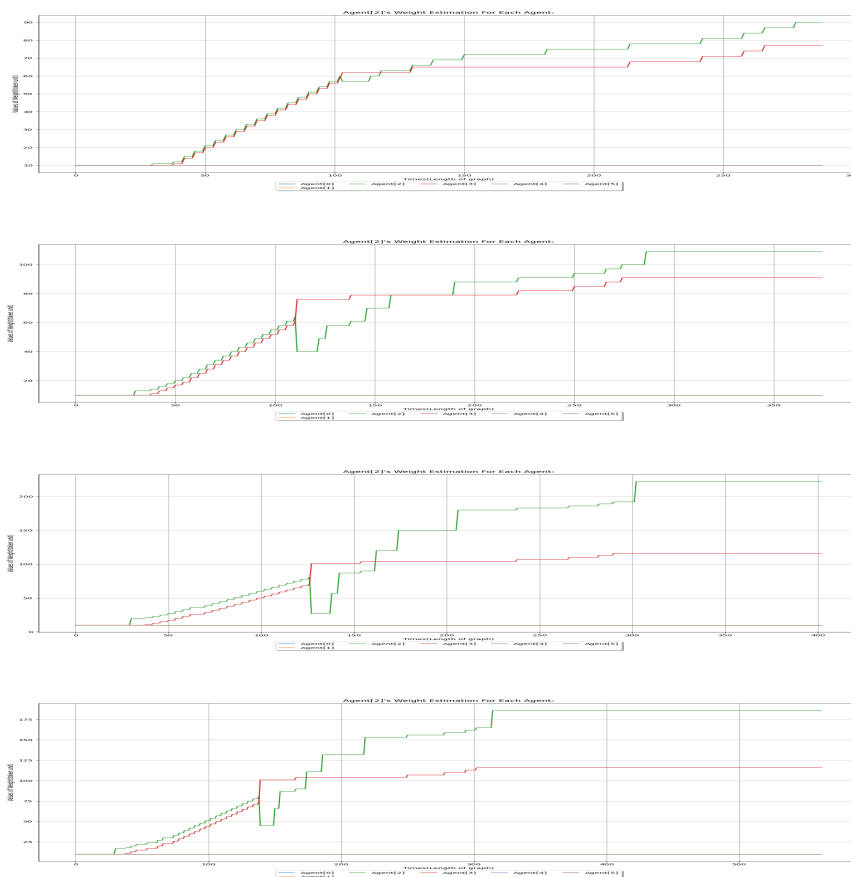 Agent[2]'s Weight Estimation For Each Agent:
90
80
70
60
50
40
30
20
10
0 50 100 150 200 250
Times(Length of graph)
Agent[0] Agent[2] Agent[3] Agent[4] Agent[5]
Agent[1]
Agent[2]'s Weight Estimation For Each Agent:
100
80
60
40
20
0 50 100 150 200 250 300 350
Times(Length of graph)
Agent[0] Agent[2] Agent[3] Agent[4] Agent[5]
Agent[1]
Agent[2]'s Weight Estimation For Each Agent:
200
150
100
50
0
0 50 100 150 200 250 300 350 400
Times(Length of graph)
Agent[0] Agent[2] Agent[3] Agent[4] Agent[5]
Agent[1]
Agent[2]'s Weight Estimation For Each Agent:
175
150
125
100
75
50
25
0 100 200 300 400 500
Agent[0] Agent[2] Agent[3] Agent[4] Agent[5]